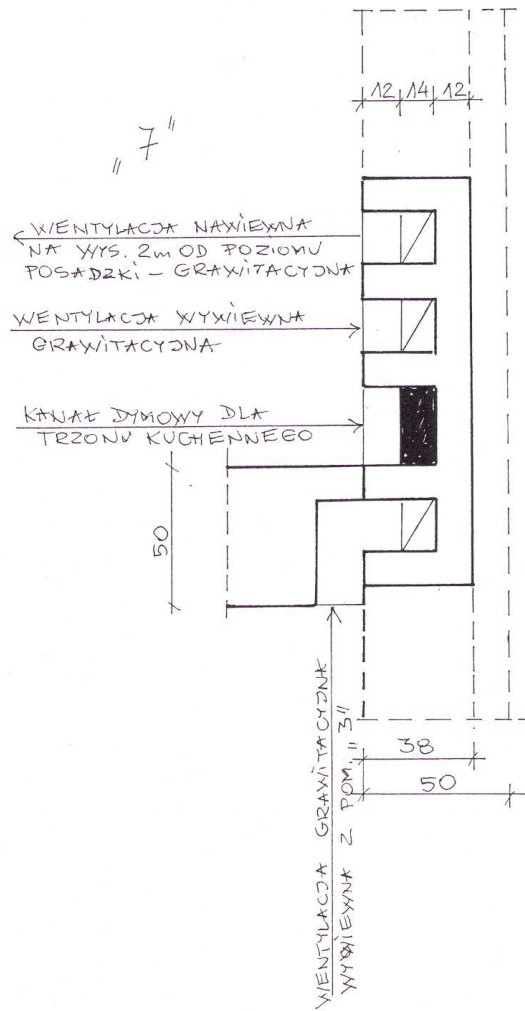 12 14 12
„7"
WENTYLACJA NAWIEWNA
NA WYS. 2m OD POZIOMU
POSADZKI – GRAWITACYJNA
WENTYLACJA WYWIEWNA
GRAWITACYJNA
KANAŁ DYMOWY DLA
TRZONU KUCHENNEGO
50
38
50
WENTYLACJA GRAWITACYJNA
WYWIEWNA Z POM. „3"